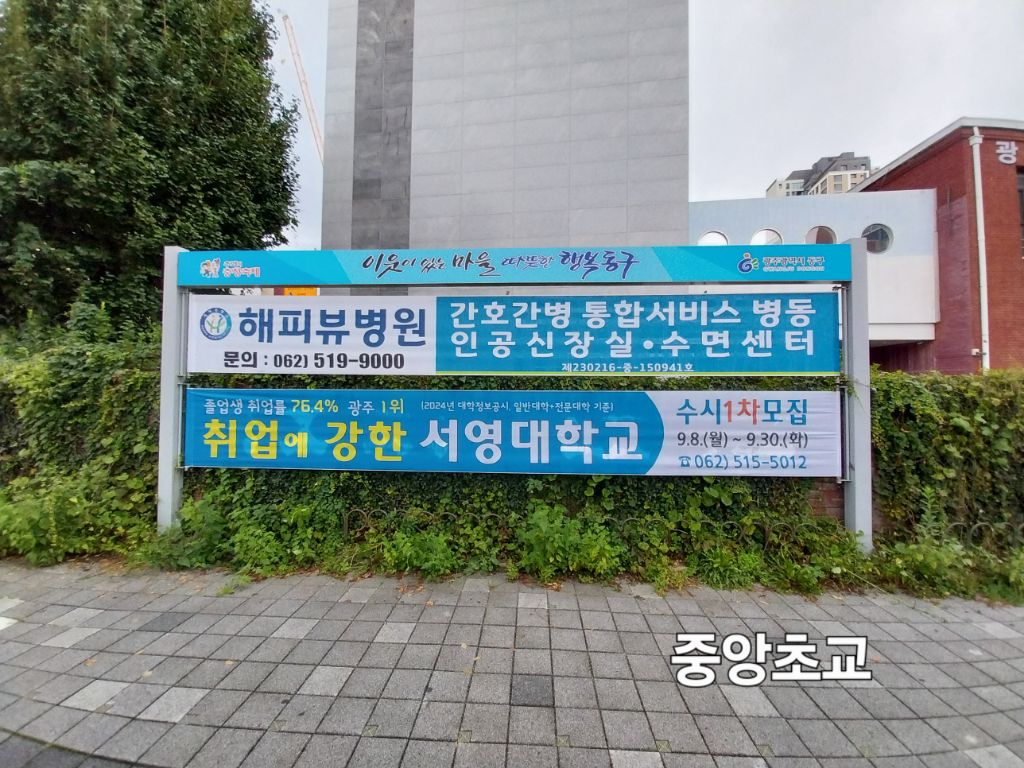 이웃이 있는 마을 따뜻한 행복동구
광주광역시 동구
GWANGJU DONGGU
광
해피뷰병원
문의 : 062) 519-9000
간호간병 통합서비스 병동
인공신장실·수면센터
제230216-중-150941호
졸업생 취업률 76.4% 광주 1위 (2024년 대학정보공시, 일반대학+전문대학 기준)
취업에 강한 서영대학교
수시1차모집
9.8.(월) ~ 9.30.(화)
☎062) 515-5012
중앙초교